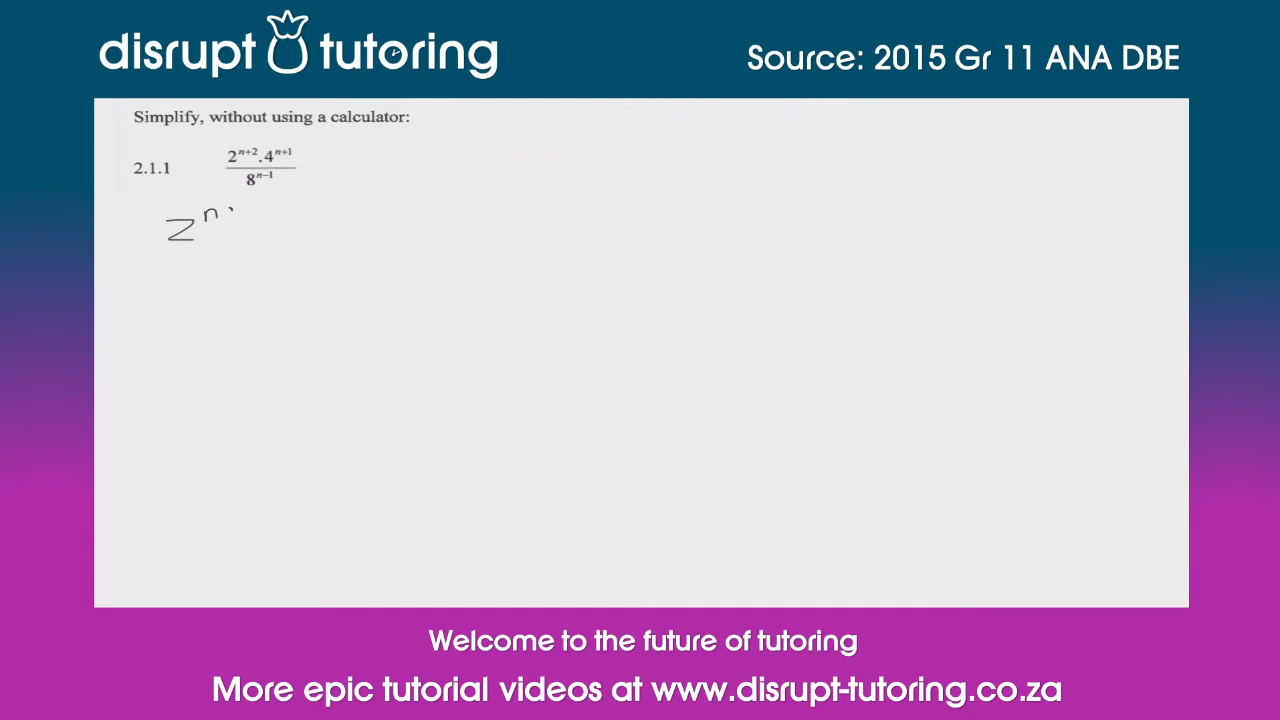 disrupt tutoring
Source: 2015 Gr 11 ANA DBE
Simplify, without using a calculator:
2.1.1 2^{n+2}.4^{n+1} / 8^{n-1}
2^n
Welcome to the future of tutoring
More epic tutorial videos at www.disrupt-tutoring.co.za